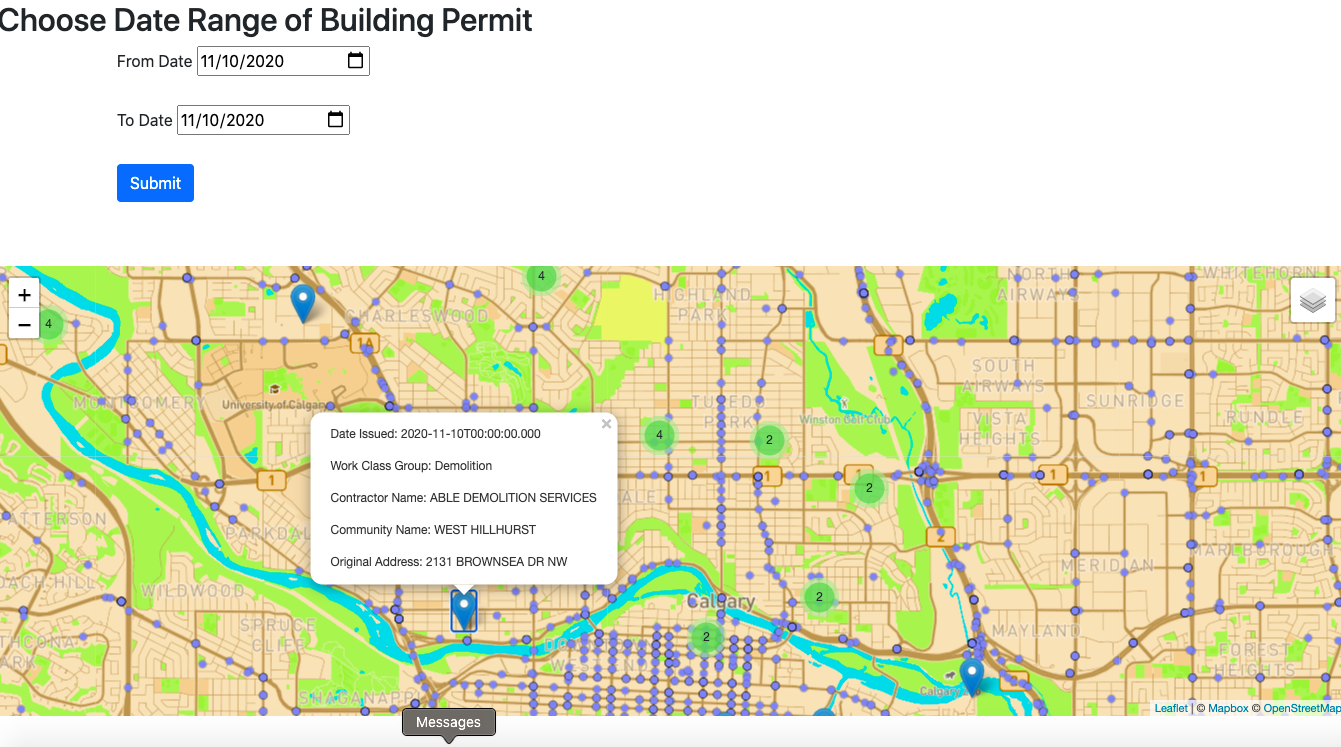 Choose Date Range of Building Permit
From Date 11/10/2020
To Date 11/10/2020
Submit
+
−
4
4
HIGHLAND
PARK
NORTH
AIRWAYS
WHITEHORN
CHARLESWOOD
1A
SOUTH
AIRWAYS
MONTGOMERY
University of Calgary
TUXEDO
PARK
SUNRIDGE
Winston Golf Club
VISTA
HEIGHTS
RUNDLE
×
Date Issued: 2020-11-10T00:00:00.000
Work Class Group: Demolition
Contractor Name: ABLE DEMOLITION SERVICES
Community Name: WEST HILLHURST
Original Address: 2131 BROWNSEA DR NW
4
2
1
1
1
1
1
2
2
MARLBOROUGH
MERIDIAN
WILDWOOD
Calgary
2
SPRUCE
CLIFF
2
MAYLAND
FOREST
HEIGHTS
SHAGANAPPI
Calgary
Leaflet | © Mapbox © OpenStreetMap
Messages